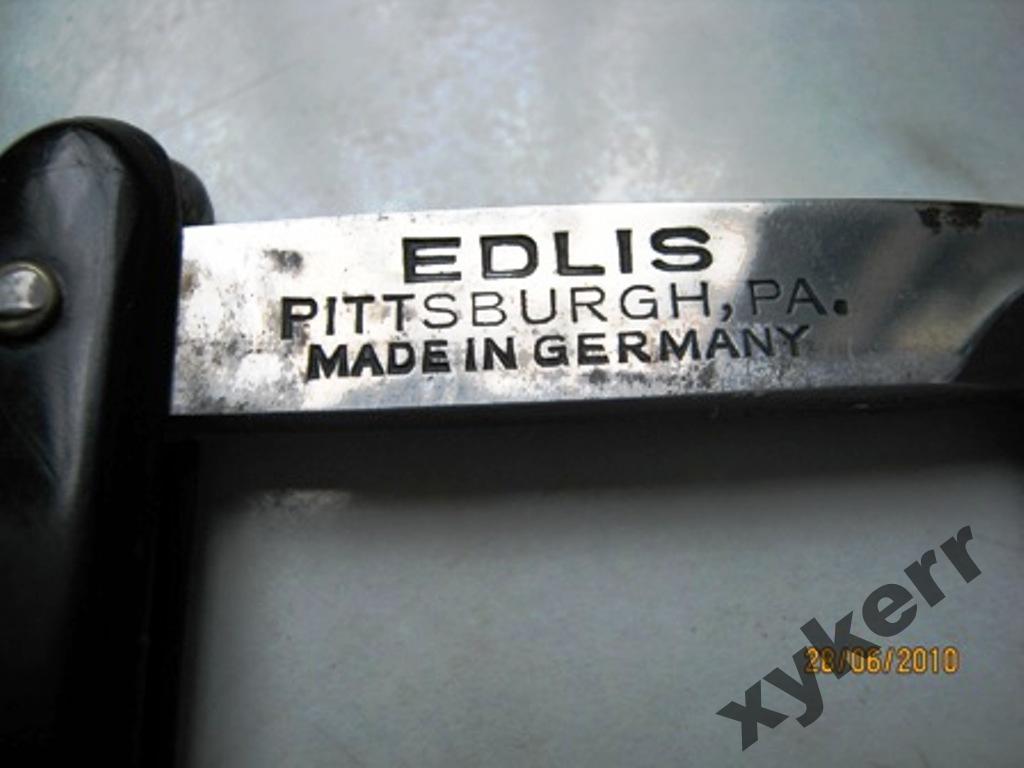 EDLIS
PITTSBURGH, PA.
MADE IN GERMANY
xykerr
28/06/2010